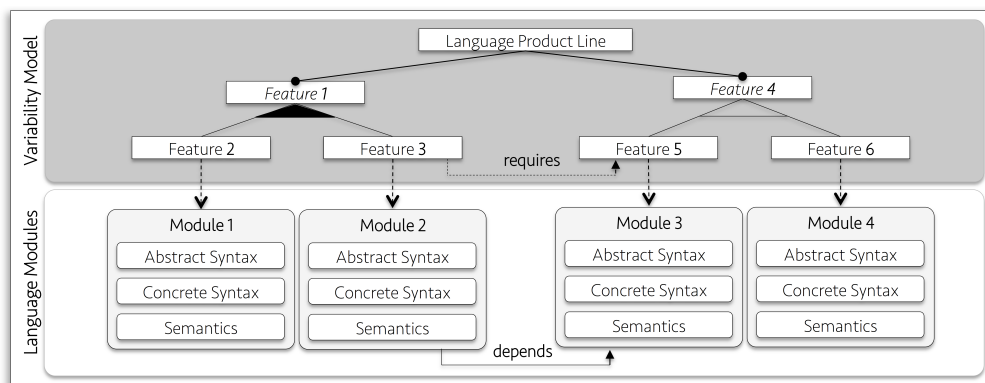 Variability Model
Language Product Line
Feature 1
Feature 4
Feature 2
Feature 3
requires
Feature 5
Feature 6
Language Modules
Module 1
Abstract Syntax
Concrete Syntax
Semantics
Module 2
Abstract Syntax
Concrete Syntax
Semantics
depends
Module 3
Abstract Syntax
Concrete Syntax
Semantics
Module 4
Abstract Syntax
Concrete Syntax
Semantics